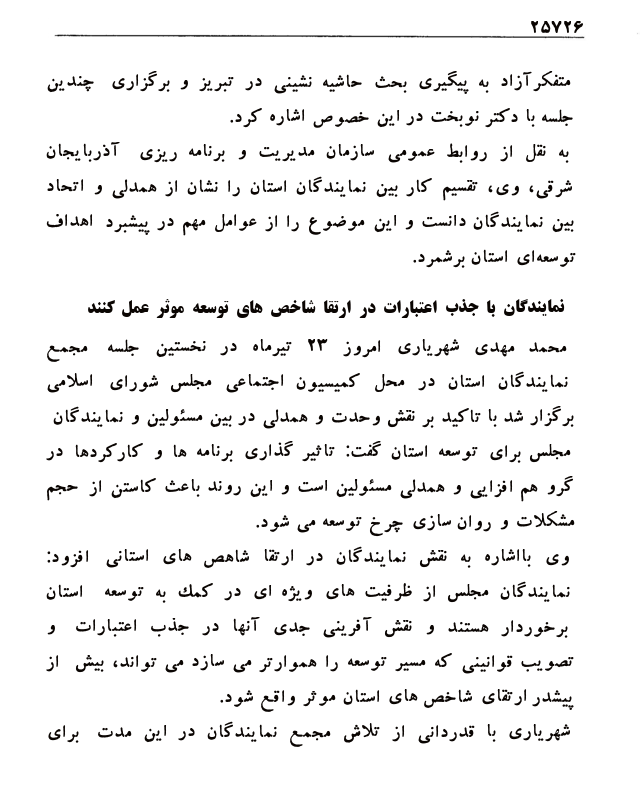 ۲۵۷۲۶
متفکرآزاد به پیگیری بحث حاشیه نشینی در تبریز و برگزاری چندین
جلسه با دکتر نوبخت در این خصوص اشاره کرد.
به نقل از روابط عمومی سازمان مدیریت و برنامه ریزی آذربایجان
شرقی، وی، تقسیم کار بین نمایندگان استان را نشان از همدلی و اتحاد
بین نمایندگان دانست و این موضوع را از عوامل مهم در پیشبرد اهداف
توسعه‌ای استان برشمرد.
نمایندگان با جذب اعتبارات در ارتقا شاخص های توسعه موثر عمل کنند
محمد مهدی شهریاری امروز ۲۳ تیرماه در نخستین جلسه مجمع
نمایندگان استان در محل کمیسیون اجتماعی مجلس شورای اسلامی
برگزار شد با تاکید بر نقش وحدت و همدلی در بین مسئولین و نمایندگان
مجلس برای توسعه استان گفت: تاثیر گذاری برنامه ها و کارکردها در
گرو هم افزایی و همدلی مسئولین است و این روند باعث کاستن از حجم
مشکلات و روان سازی چرخ توسعه می شود.
وی بااشاره به نقش نمایندگان در ارتقا شاهص های استانی افزود:
نمایندگان مجلس از ظرفیت های ویژه ای در کمك به توسعه استان
برخوردار هستند و نقش آفرینی جدی آنها در جذب اعتبارات و
تصویب قوانینی که مسیر توسعه را هموارتر می سازد می تواند، بیش از
پیشدر ارتقای شاخص های استان موثر واقع شود.
شهریاری با قدردانی از تلاش مجمع نمایندگان در این مدت برای